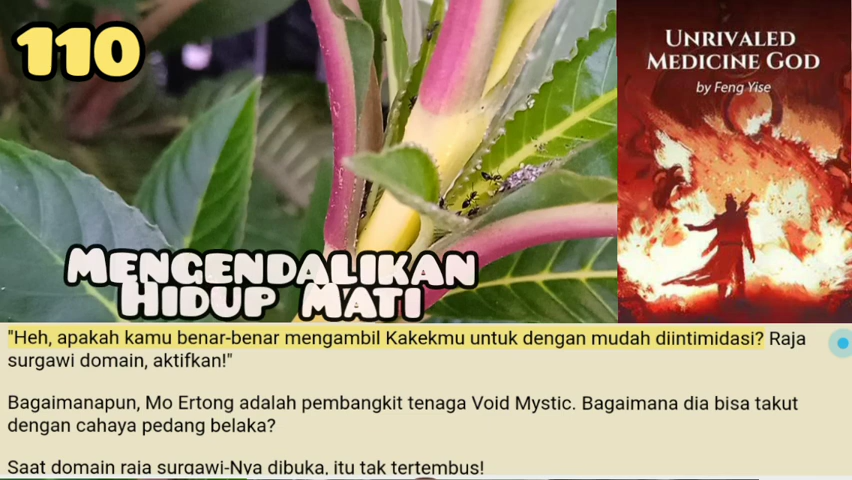 110
UNRIVALED
MEDICINE GOD
by Feng Yise
MENGENDALIKAN
HIDUP MATI
"Heh, apakah kamu benar-benar mengambil Kakekmu untuk dengan mudah diintimidasi? Raja
surgawi domain, aktifkan!"
Bagaimanapun, Mo Ertong adalah pembangkit tenaga Void Mystic. Bagaimana dia bisa takut
dengan cahaya pedang belaka?
Saat domain raja surgawi-Nya dibuka, itu tak tertembus!